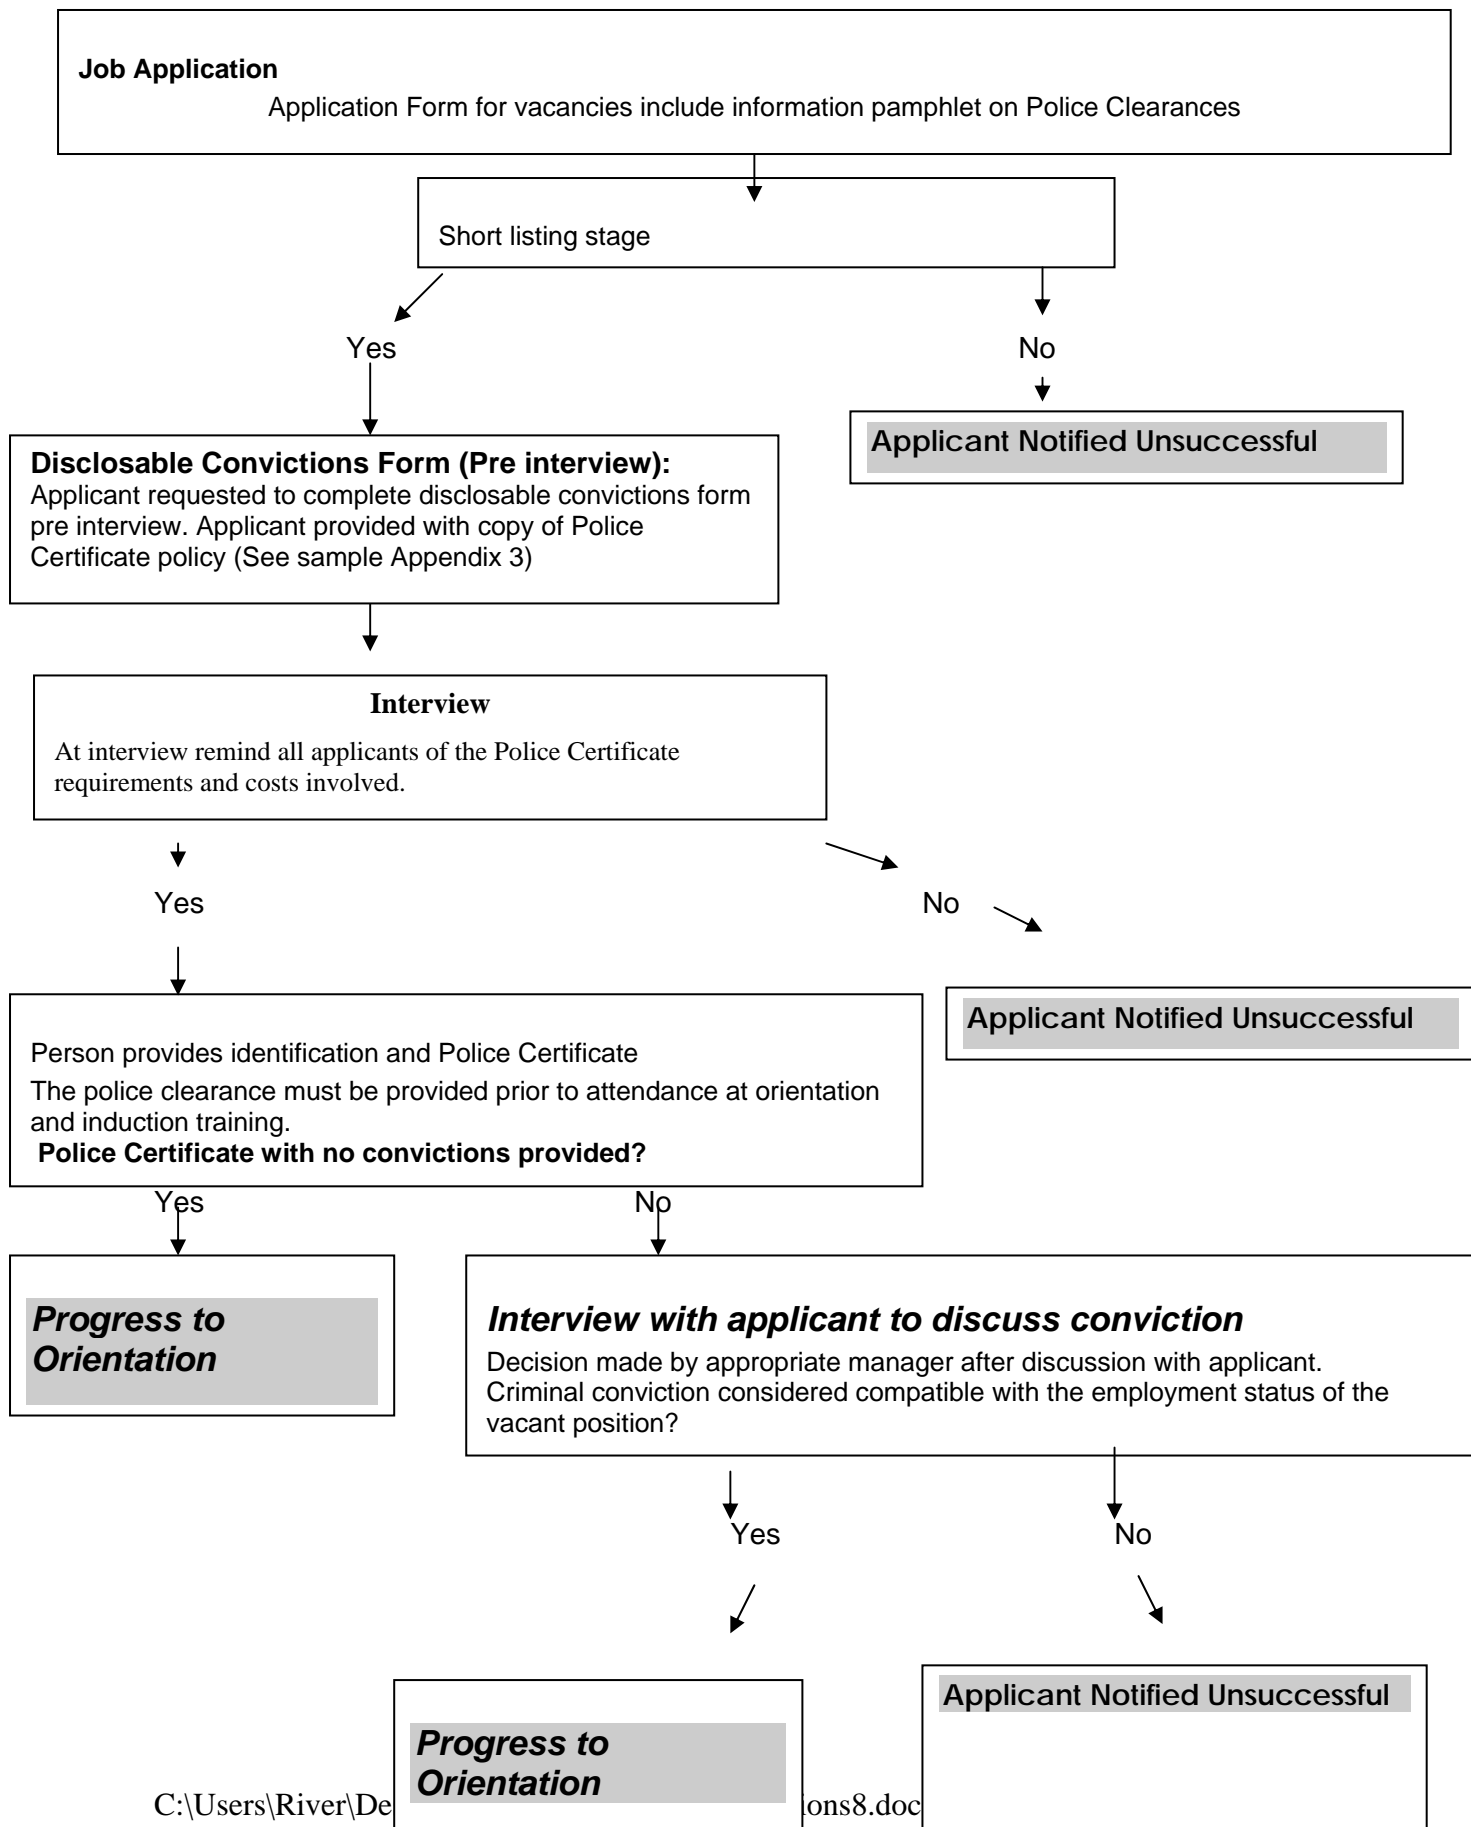 Job Application
Application Form for vacancies include information pamphlet on Police Clearances
Short listing stage
Yes
No
Applicant Notified Unsuccessful
Disclosable Convictions Form (Pre interview):
Applicant requested to complete disclosable convictions form
pre interview. Applicant provided with copy of Police
Certificate policy (See sample Appendix 3)
Interview
At interview remind all applicants of the Police Certificate
requirements and costs involved.
Yes
No
Applicant Notified Unsuccessful
Person provides identification and Police Certificate
The police clearance must be provided prior to attendance at orientation
and induction training.
Police Certificate with no convictions provided?
Yes
No
Progress to
Orientation
Interview with applicant to discuss conviction
Decision made by appropriate manager after discussion with applicant.
Criminal conviction considered compatible with the employment status of the
vacant position?
Yes
No
Progress to
Orientation
Applicant Notified Unsuccessful
C:\Users\River\De ions8.doc